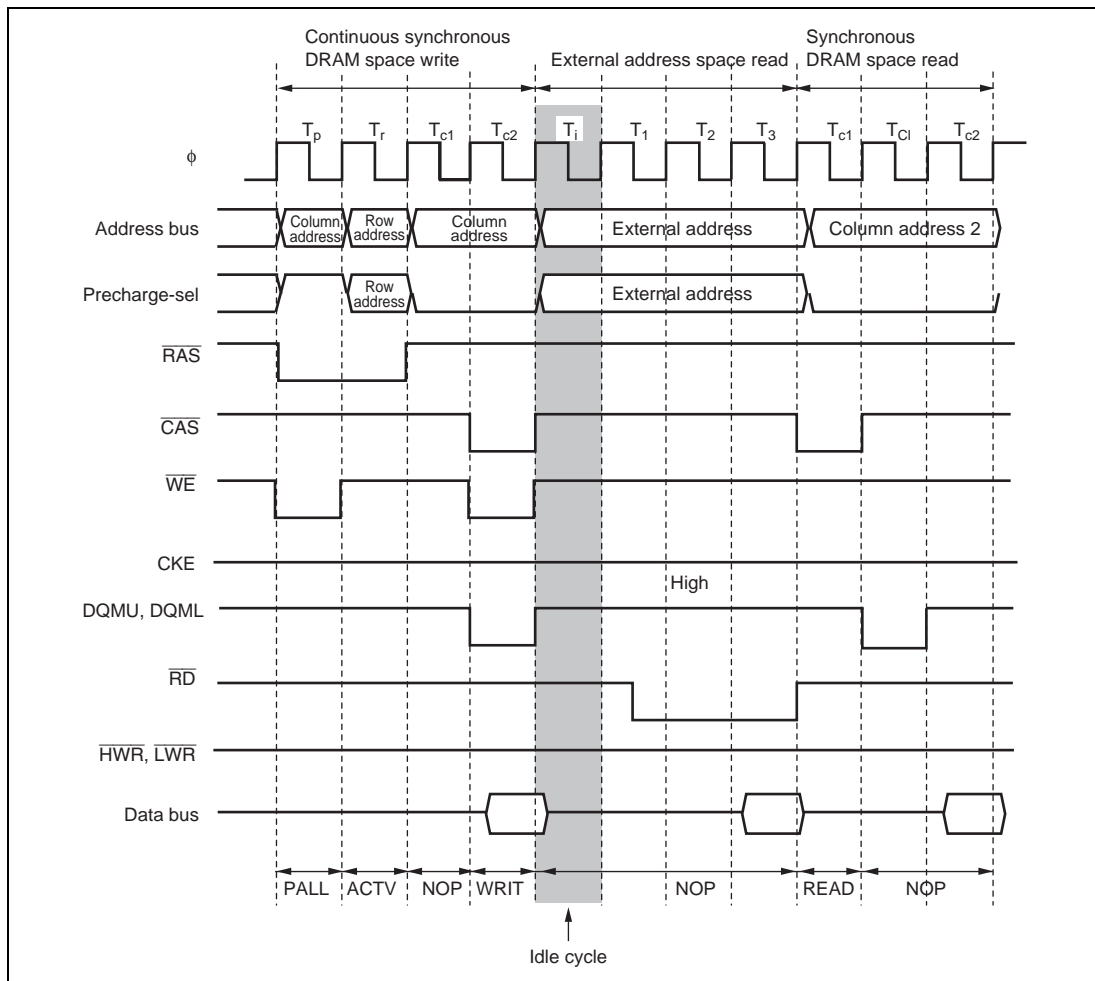 Continuous synchronous
DRAM space write
External address space read
Synchronous
DRAM space read
Tp Tr Tc1 Tc2 Ti T1 T2 T3 Tc1 TCl Tc2
ϕ
Address bus
Column
address
Row
address
Column
address
External address
Column address 2
Precharge-sel
Row
address
External address
RAS
CAS
WE
CKE
High
DQMU, DQML
RD
HWR, LWR
Data bus
PALL ACTV NOP WRIT NOP READ NOP
Idle cycle